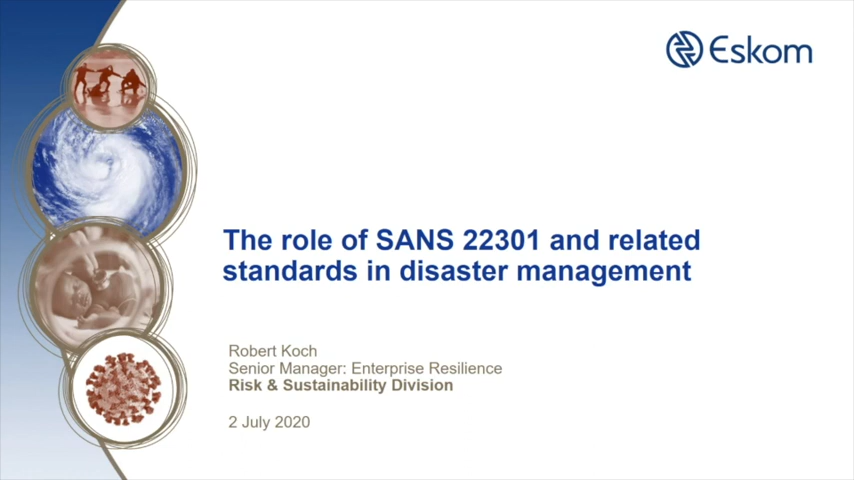 Eskom
The role of SANS 22301 and related
standards in disaster management
Robert Koch
Senior Manager: Enterprise Resilience
Risk & Sustainability Division
2 July 2020